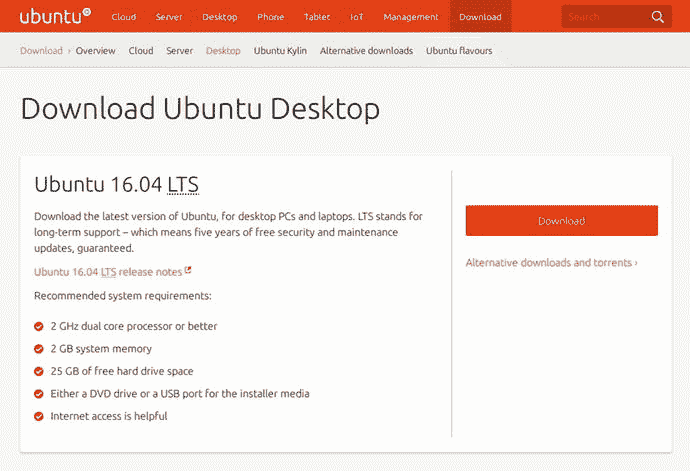 ubuntu Cloud Server Desktop Phone Tablet IoT Management Download Search
Download › Overview Cloud Server Desktop Ubuntu Kylin Alternative downloads Ubuntu flavours
Download Ubuntu Desktop
Ubuntu 16.04 LTS
Download the latest version of Ubuntu, for desktop PCs and laptops. LTS stands for
long-term support – which means five years of free security and maintenance
updates, guaranteed.
Ubuntu 16.04 LTS release notes
Recommended system requirements:
2 GHz dual core processor or better
2 GB system memory
25 GB of free hard drive space
Either a DVD drive or a USB port for the installer media
Internet access is helpful
Download
Alternative downloads and torrents ›